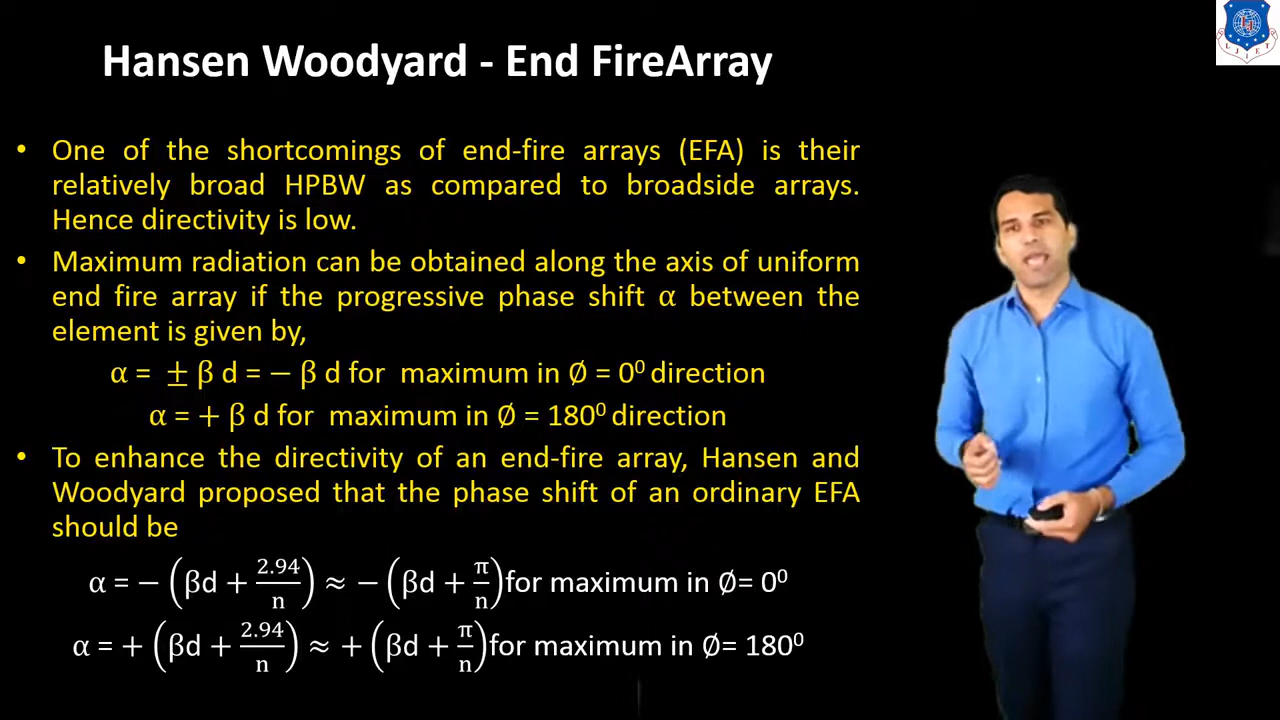 Hansen Woodyard - End FireArray
• One of the shortcomings of end-fire arrays (EFA) is their
relatively broad HPBW as compared to broadside arrays.
Hence directivity is low.
• Maximum radiation can be obtained along the axis of uniform
end fire array if the progressive phase shift α between the
element is given by,
α = ± β d = − β d for maximum in ∅ = 0⁰ direction
α = + β d for maximum in ∅ = 180⁰ direction
• To enhance the directivity of an end-fire array, Hansen and
Woodyard proposed that the phase shift of an ordinary EFA
should be
α = − (βd + 2.94/n) ≈ − (βd + π/n) for maximum in ∅= 0⁰
α = + (βd + 2.94/n) ≈ + (βd + π/n) for maximum in ∅= 180⁰